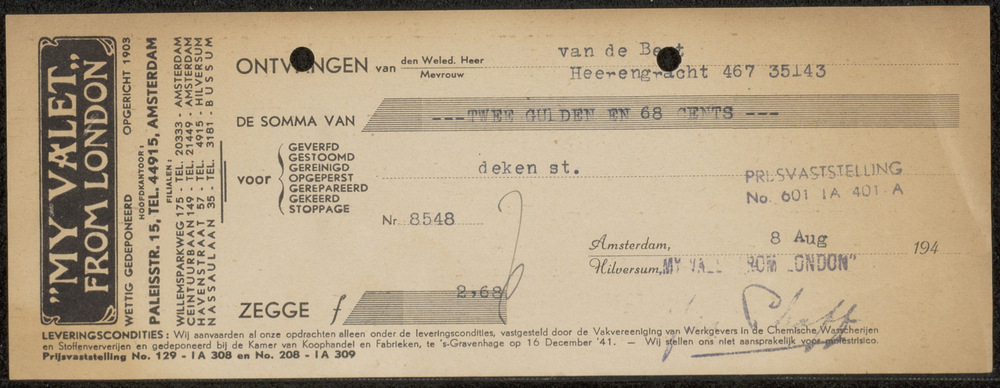 "MY VALET"
FROM LONDON
WETTIG GEDEPONEERD OPGERICHT 1903
HOOFDKANTOOR:
PALEISSTR. 15, TEL. 44915, AMSTERDAM
FILIALEN:
WILLEMSPARKWEG 175 - TEL. 20333 - AMSTERDAM
CEINTUURBAAN 149 - TEL. 21449 - AMSTERDAM
HAVENSTRAAT 57 - TEL. 4915 - HILVERSUM
NASSAULAAN 35 - TEL. 3181 - BUSSUM
ONTVANGEN van den Weled. Heer
Mevrouw
van de
Heerengracht 467 35143
DE SOMMA VAN ---TWEE GULDEN EN 68 CENTS ---
voor
GEVERFD
GESTOOMD
GEREINIGD
OPGEPERST
GEREPAREERD
GEKEERD
STOPPAGE
deken st.
PRIJSVASTSTELLING
No. 601 IA 401-A
Nr. 8548
Amsterdam, 8 Aug 194
Hilversum, MY VALET FROM LONDON"
ZEGGE f 2,68
LEVERINGSCONDITIES: Wij aanvaarden al onze opdrachten alleen onder de leveringscondities, vastgesteld door de Vakvereeniging van Werkgevers in de Chemische Wasscherijen
en Stoffenververijen en gedeponeerd bij de Kamer van Koophandel en Fabrieken, te 's-Gravenhage op 16 December '41. — Wij stellen ons niet aansprakelijk voor molestrisico.
Prijsvaststelling No. 129 - IA 308 en No. 208 - IA 309